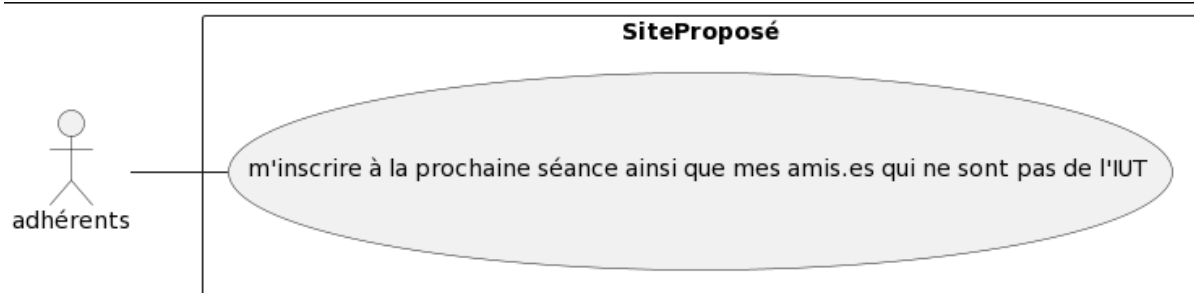 SiteProposé
m'inscrire à la prochaine séance ainsi que mes amis.es qui ne sont pas de l'IUT
adhérents